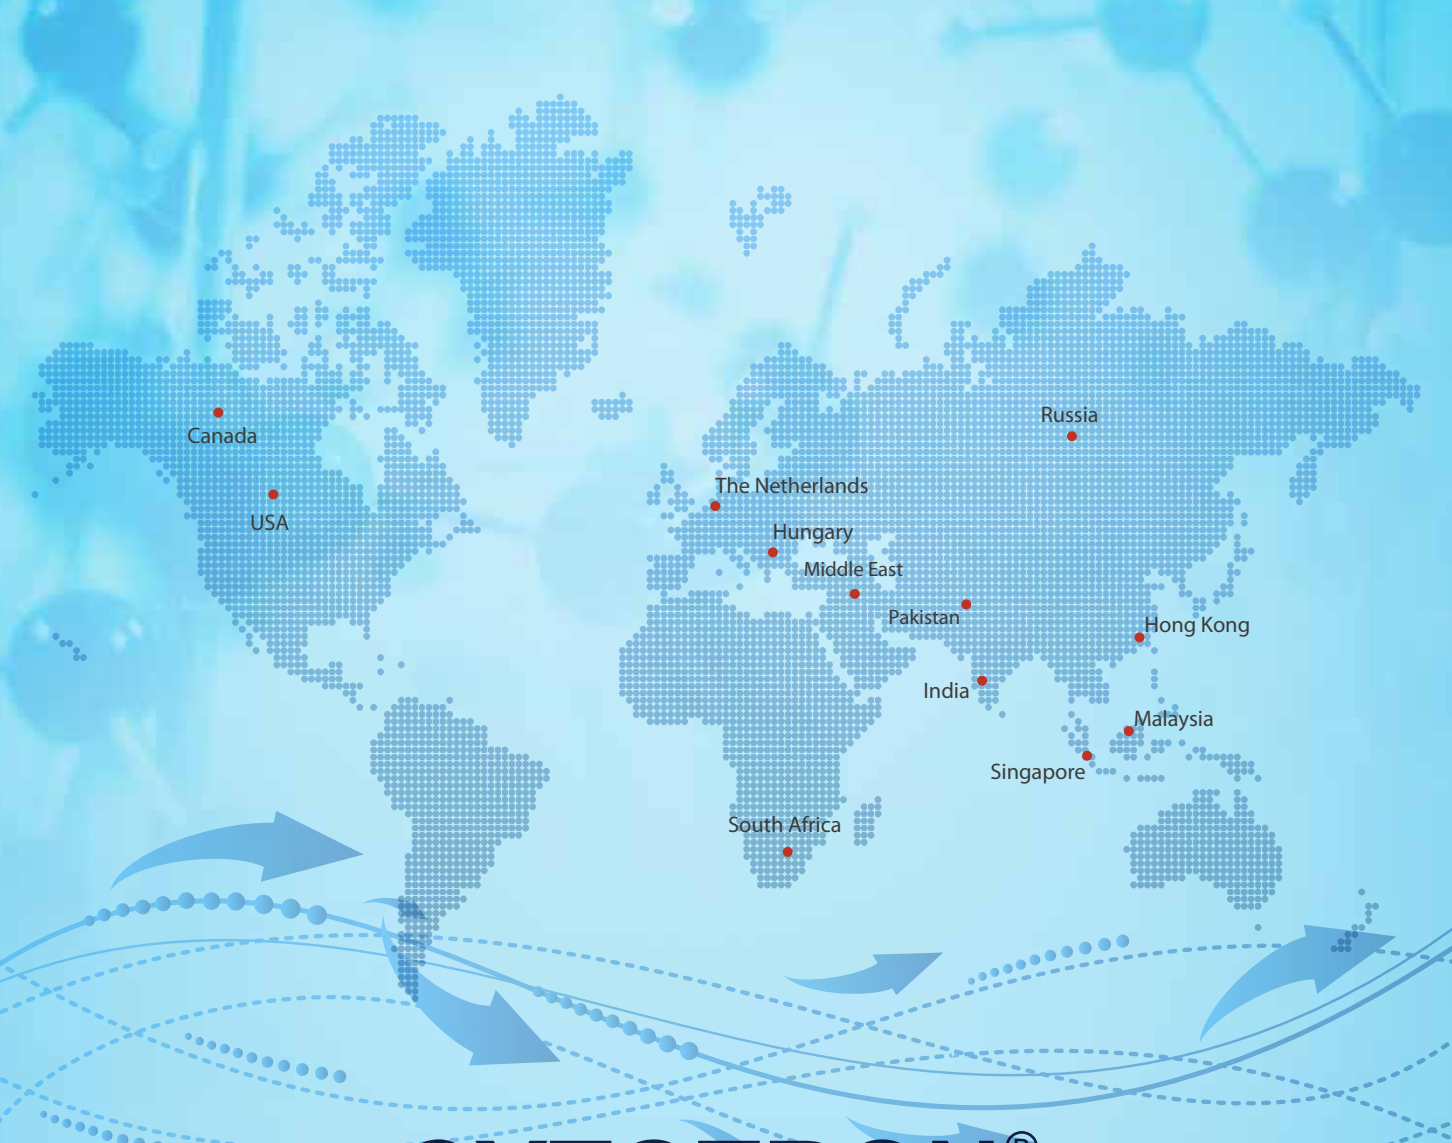 Canada
USA
Russia
The Netherlands
Hungary
Middle East
Pakistan
Hong Kong
India
Malaysia
Singapore
South Africa